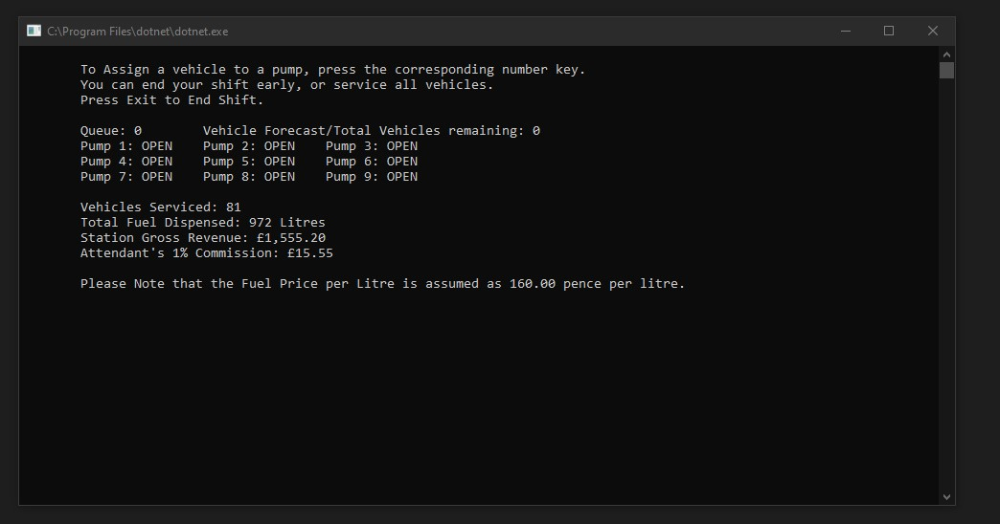 C:\Program Files\dotnet\dotnet.exe
To Assign a vehicle to a pump, press the corresponding number key.
You can end your shift early, or service all vehicles.
Press Exit to End Shift.
Queue: 0        Vehicle Forecast/Total Vehicles remaining: 0
Pump 1: OPEN    Pump 2: OPEN    Pump 3: OPEN
Pump 4: OPEN    Pump 5: OPEN    Pump 6: OPEN
Pump 7: OPEN    Pump 8: OPEN    Pump 9: OPEN
Vehicles Serviced: 81
Total Fuel Dispensed: 972 Litres
Station Gross Revenue: £1,555.20
Attendant's 1% Commission: £15.55
Please Note that the Fuel Price per Litre is assumed as 160.00 pence per litre.